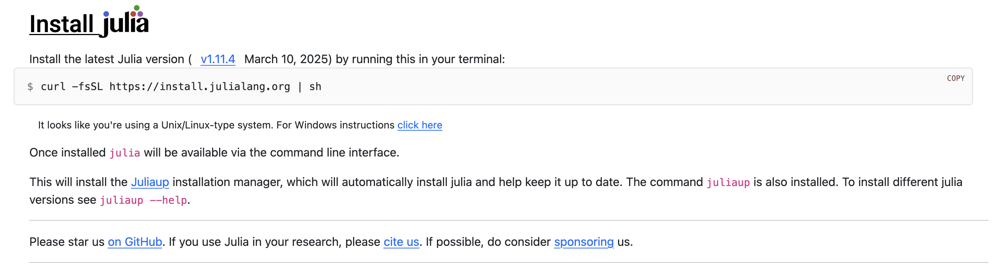 Install julia
Install the latest Julia version ( v1.11.4 March 10, 2025) by running this in your terminal:
COPY
$ curl -fsSL https://install.julialang.org | sh
It looks like you're using a Unix/Linux-type system. For Windows instructions click here
Once installed julia will be available via the command line interface.
This will install the Juliaup installation manager, which will automatically install julia and help keep it up to date. The command juliaup is also installed. To install different julia
versions see juliaup --help.
Please star us on GitHub. If you use Julia in your research, please cite us. If possible, do consider sponsoring us.